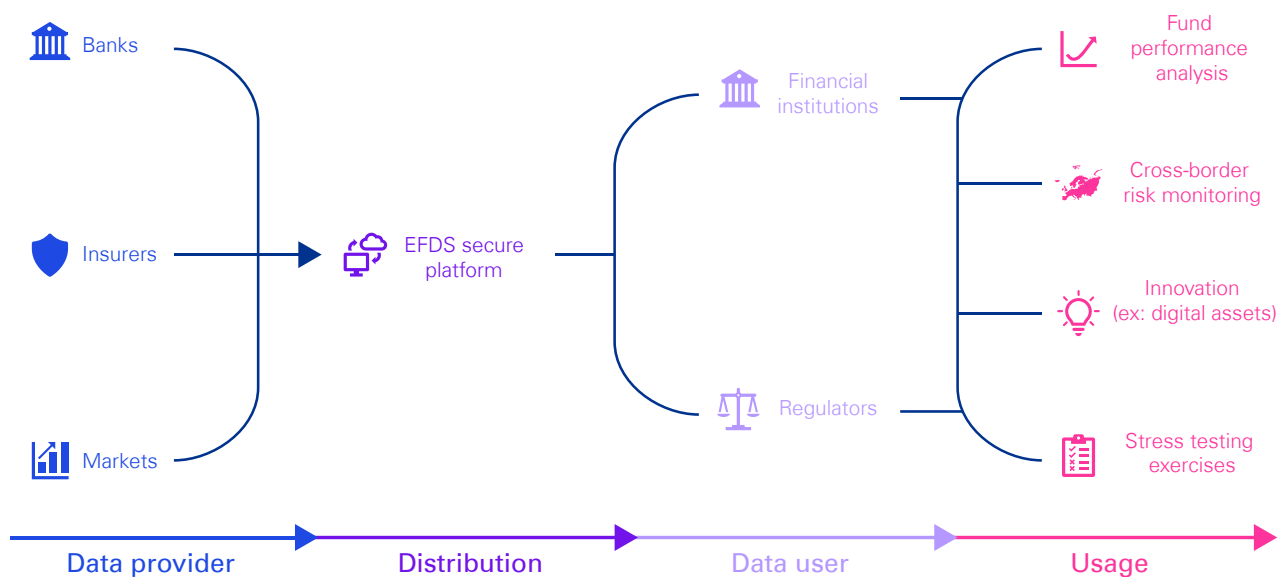 Banks
Insurers
Markets
EFDS secure
platform
Financial
institutions
Regulators
Fund
performance
analysis
Cross-border
risk monitoring
Innovation
(ex: digital assets)
Stress testing
exercises
Data provider
Distribution
Data user
Usage